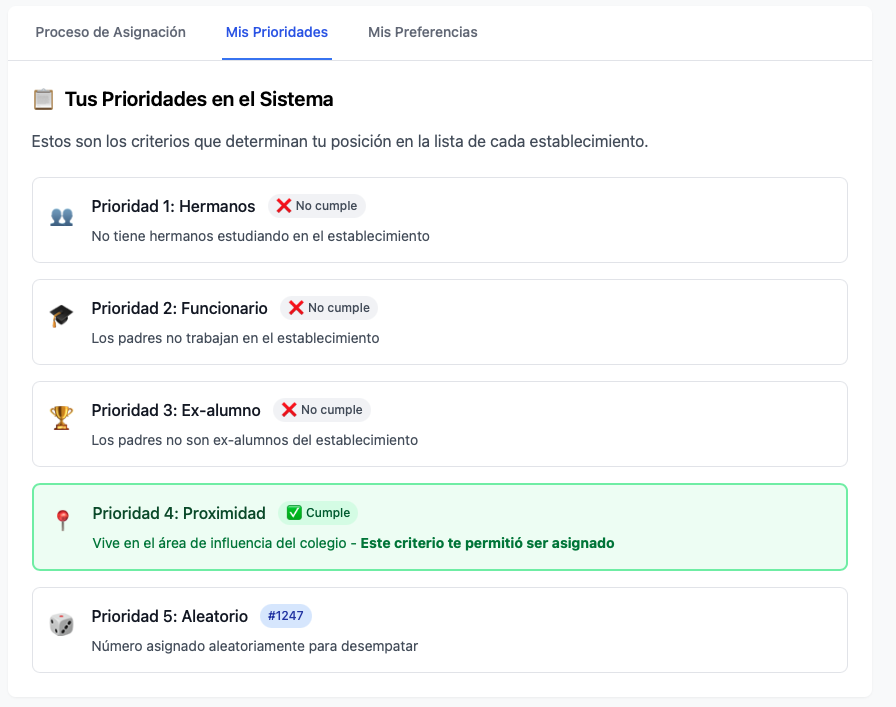 Proceso de Asignación
Mis Prioridades
Mis Preferencias
Tus Prioridades en el Sistema
Estos son los criterios que determinan tu posición en la lista de cada establecimiento.
Prioridad 1: Hermanos ❌ No cumple
No tiene hermanos estudiando en el establecimiento
Prioridad 2: Funcionario ❌ No cumple
Los padres no trabajan en el establecimiento
Prioridad 3: Ex-alumno ❌ No cumple
Los padres no son ex-alumnos del establecimiento
Prioridad 4: Proximidad ✅ Cumple
Vive en el área de influencia del colegio - Este criterio te permitió ser asignado
Prioridad 5: Aleatorio #1247
Número asignado aleatoriamente para desempatar